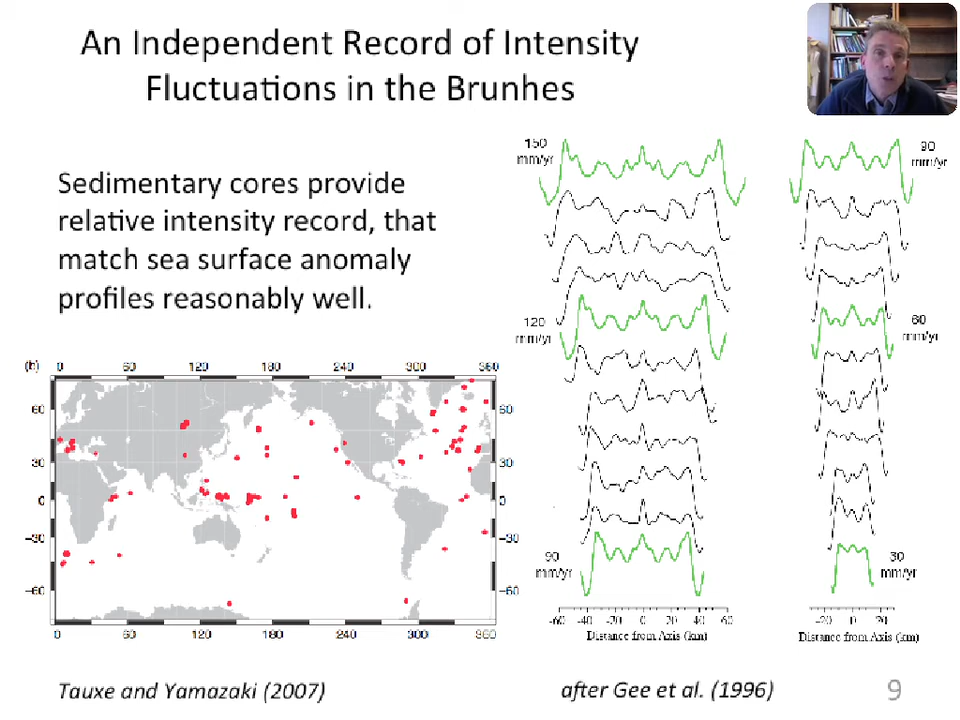 An Independent Record of Intensity
Fluctuations in the Brunhes
Sedimentary cores provide
relative intensity record, that
match sea surface anomaly
profiles reasonably well.
(b) 0 60 120 180 240 300 360
60 60
30 30
0 0
-30 -30
-60 -60
0 60 120 180 240 300 360
Tauxe and Yamazaki (2007)
150
mm/yr
120
mm/yr
90
mm/yr
-60 -40 -20 0 20 40 60
Distance from Axis (km)
90
mm/yr
60
mm/yr
30
mm/yr
-20 0 20
Distance from Axis (km)
after Gee et al. (1996)
9